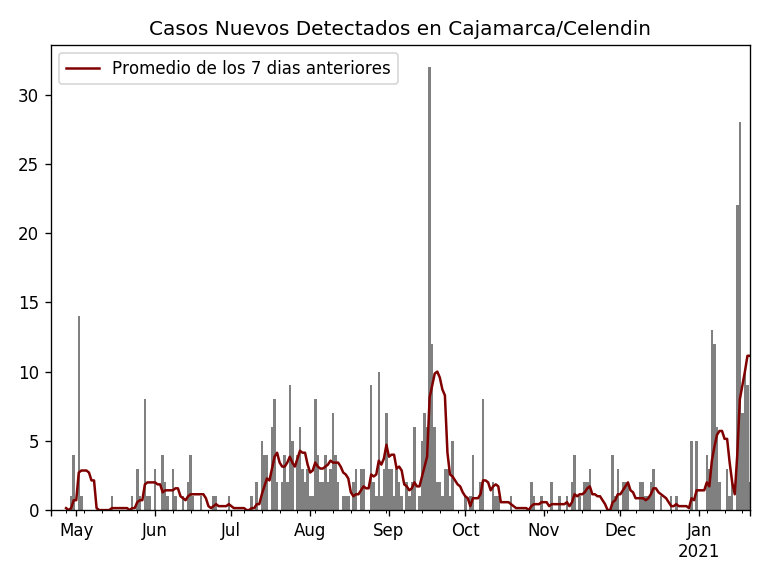 Casos Nuevos Detectados en Cajamarca/Celendin
Promedio de los 7 dias anteriores
30
25
20
15
10
5
0
May Jun Jul Aug Sep Oct Nov Dec Jan
2021